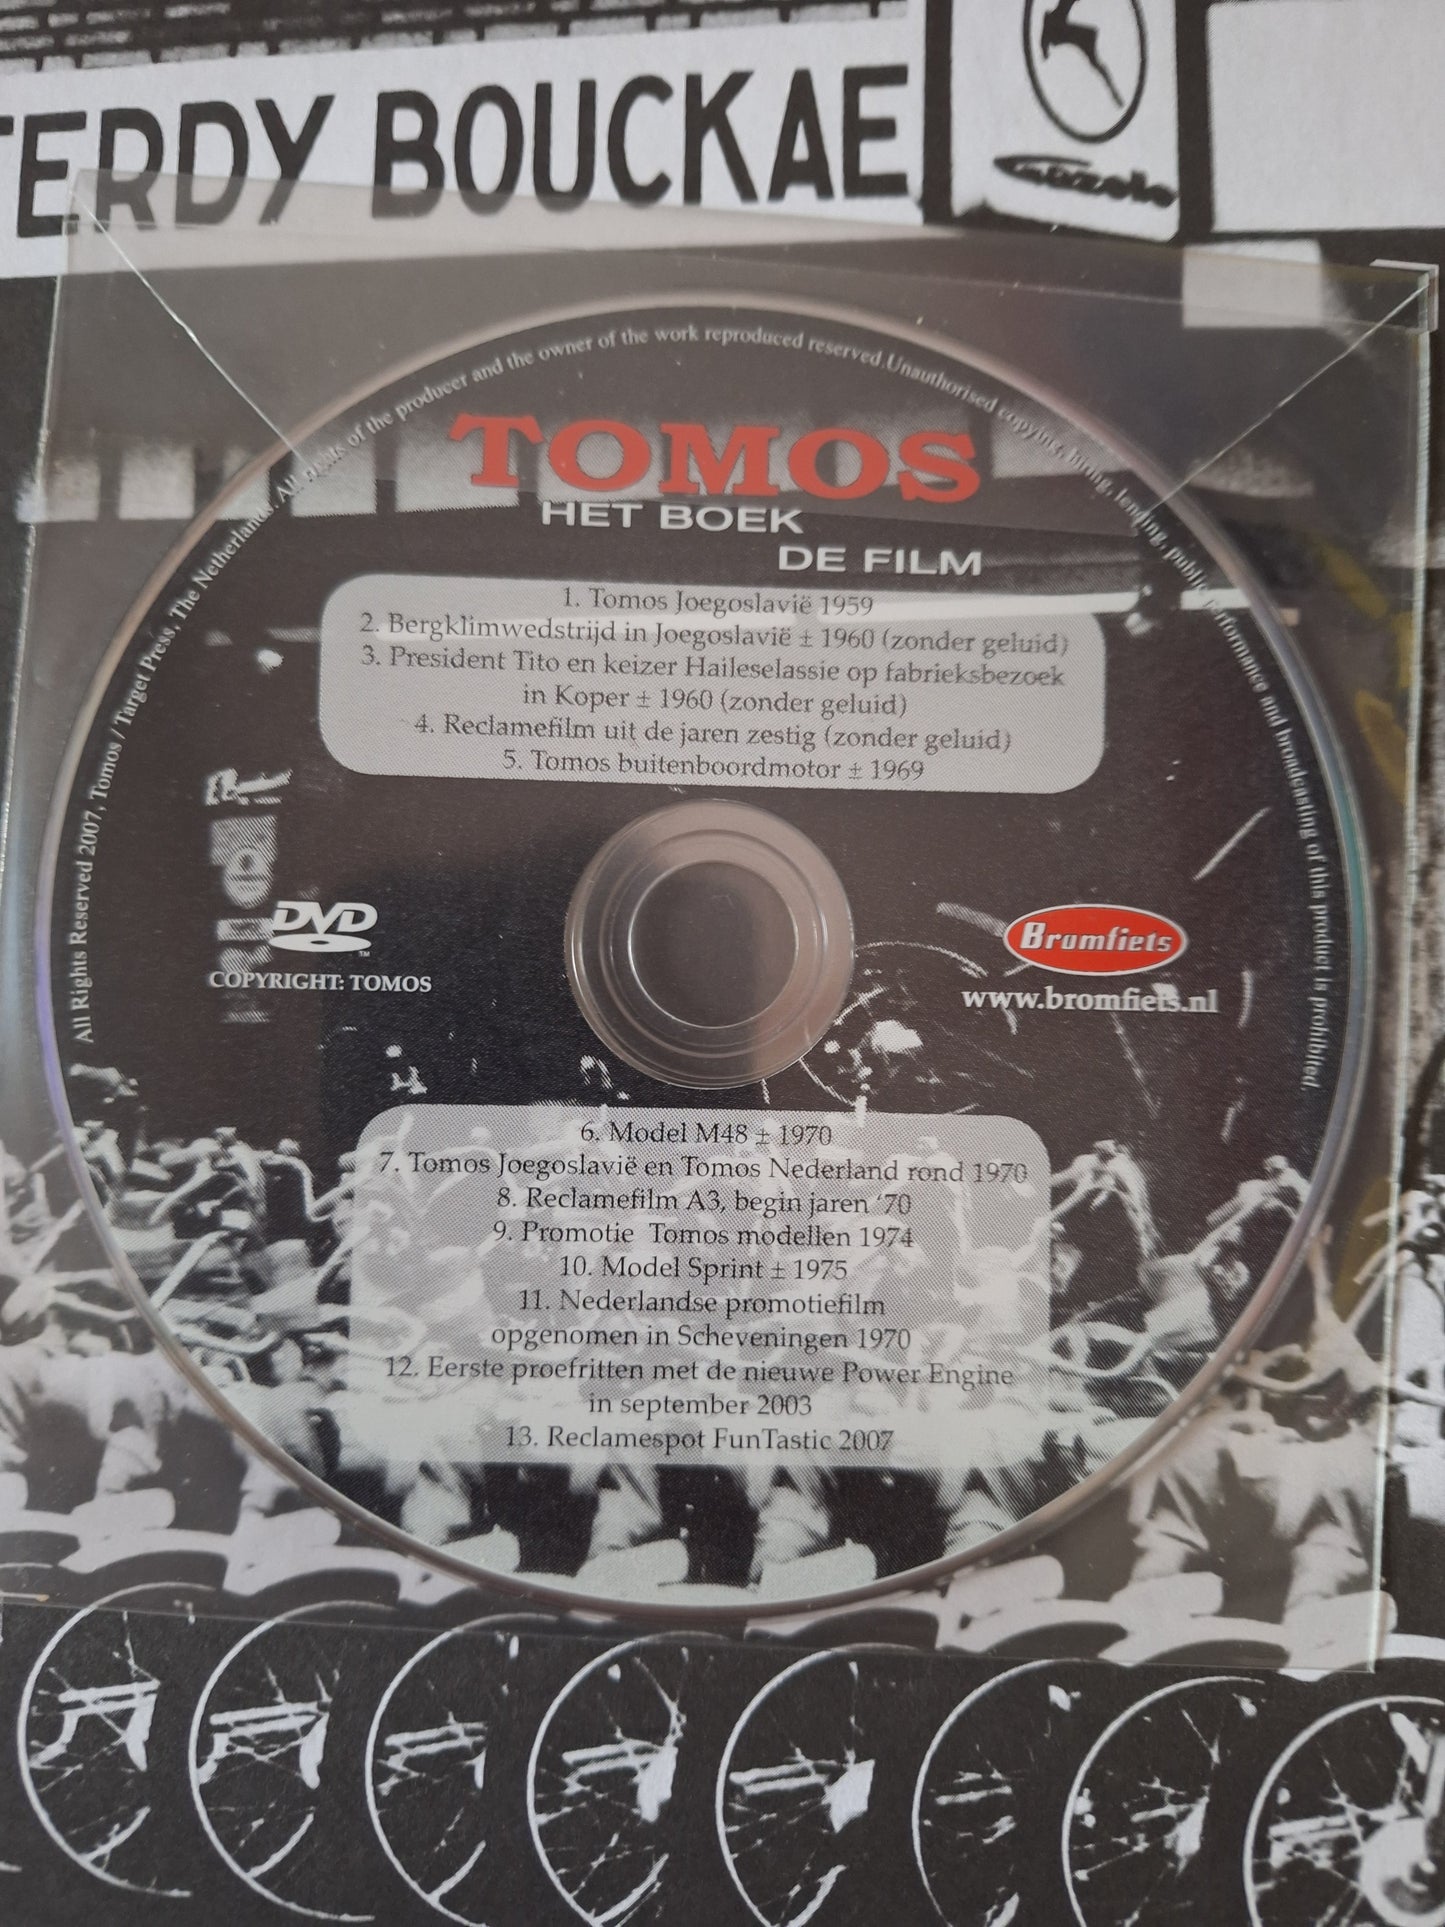 TERDY BOUCKAE
Gazelle
All Rights Reserved 2007, Tomos / Target Press, The Netherlands. All rights of the producer and the owner of the work reproduced reserved.Unauthorised copying, hiring, lending, public performance and broadcasting of this product is prohibited.
TOMOS
HET BOEK
DE FILM
1. Tomos Joegoslavië 1959
2. Bergklimwedstrijd in Joegoslavië ± 1960 (zonder geluid)
3. President Tito en keizer Haileselassie op fabrieksbezoek
in Koper ± 1960 (zonder geluid)
4. Reclamefilm uit de jaren zestig (zonder geluid)
5. Tomos buitenboordmotor ± 1969
DVD
TM
COPYRIGHT: TOMOS
Bromfiets
www.bromfiets.nl
6. Model M48 ± 1970
7. Tomos Joegoslavië en Tomos Nederland rond 1970
8. Reclamefilm A3, begin jaren ‘70
9. Promotie Tomos modellen 1974
10. Model Sprint ± 1975
11. Nederlandse promotiefilm
opgenomen in Scheveningen 1970
12. Eerste proefritten met de nieuwe Power Engine
in september 2003
13. Reclamespot FunTastic 2007